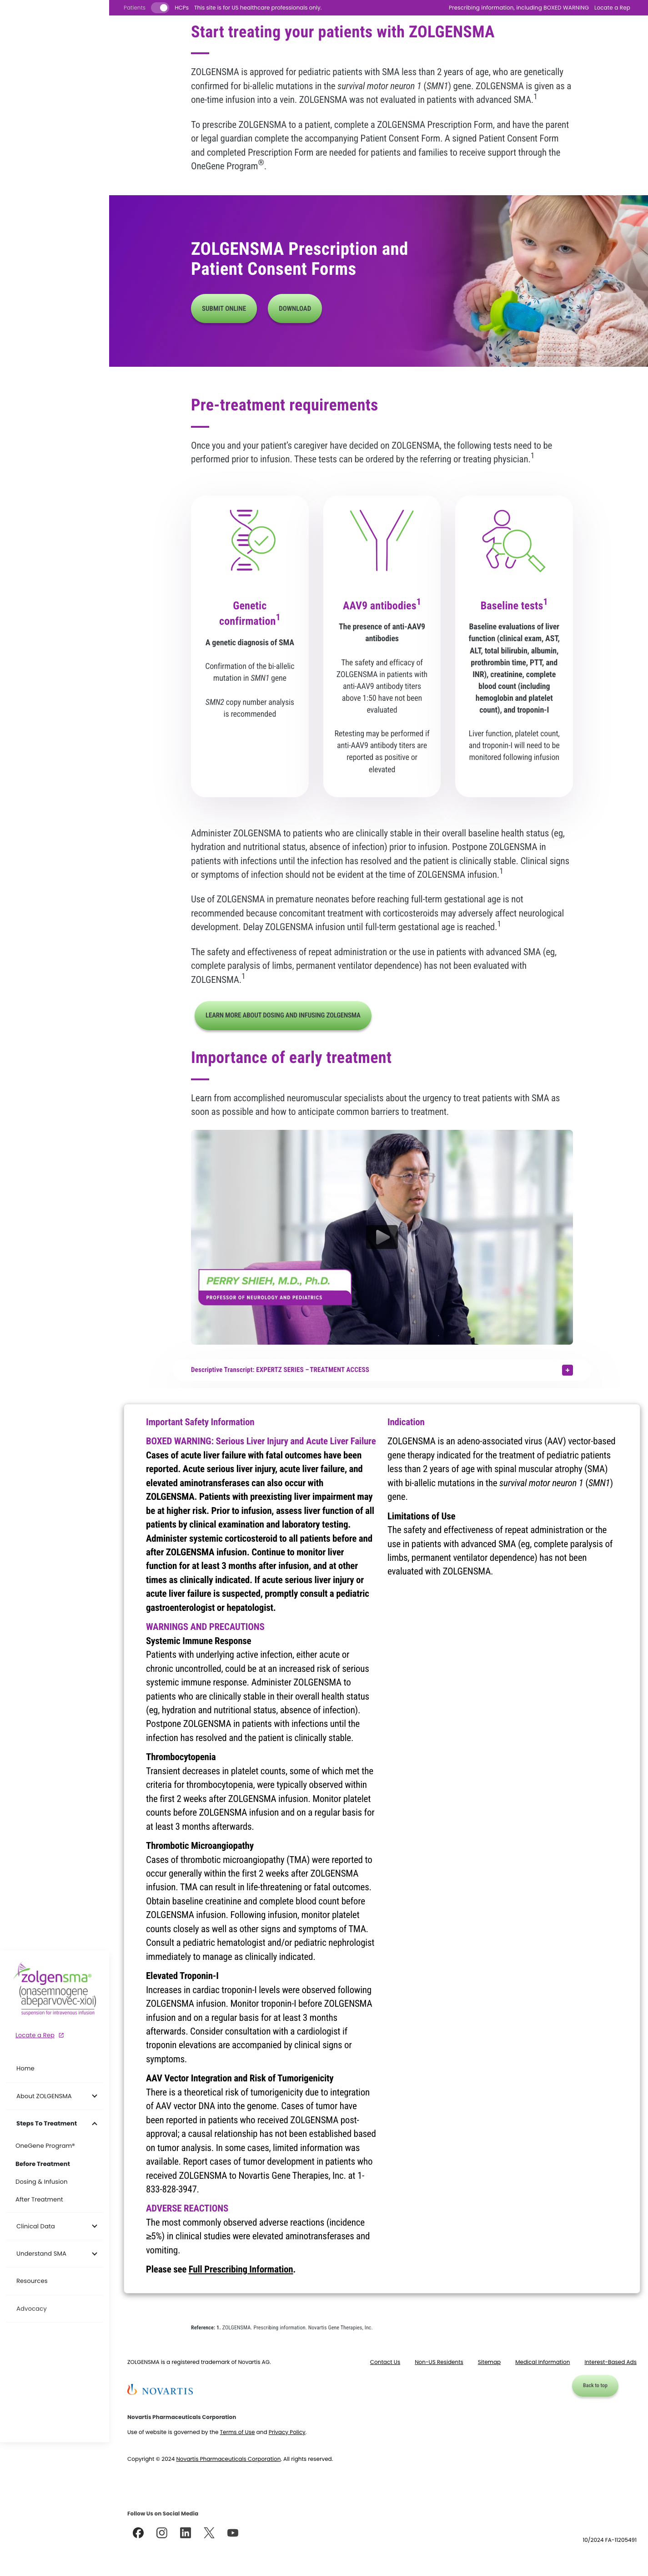 Patients HCPs This site is for US healthcare professionals only. Prescribing Information, including BOXED WARNING Locate a Rep
Start treating your patients with ZOLGENSMA
ZOLGENSMA is approved for pediatric patients with SMA less than 2 years of age, who are genetically
confirmed for bi-allelic mutations in the survival motor neuron 1 (SMN1) gene. ZOLGENSMA is given as a
one-time infusion into a vein. ZOLGENSMA was not evaluated in patients with advanced SMA.1
To prescribe ZOLGENSMA to a patient, complete a ZOLGENSMA Prescription Form, and have the parent
or legal guardian complete the accompanying Patient Consent Form. A signed Patient Consent Form
and completed Prescription Form are needed for patients and families to receive support through the
OneGene Program®.
ZOLGENSMA Prescription and
Patient Consent Forms
SUBMIT ONLINE
DOWNLOAD
Pre-treatment requirements
Once you and your patient's caregiver have decided on ZOLGENSMA, the following tests need to be
performed prior to infusion. These tests can be ordered by the referring or treating physician.1
Genetic
confirmation1
A genetic diagnosis of SMA
Confirmation of the bi-allelic
mutation in SMN1 gene
SMN2 copy number analysis
is recommended
AAV9 antibodies1
The presence of anti-AAV9
antibodies
The safety and efficacy of
ZOLGENSMA in patients with
anti-AAV9 antibody titers
above 1:50 have not been
evaluated
Retesting may be performed if
anti-AAV9 antibody titers are
reported as positive or
elevated
Baseline tests1
Baseline evaluations of liver
function (clinical exam, AST,
ALT, total bilirubin, albumin,
prothrombin time, PTT, and
INR), creatinine, complete
blood count (including
hemoglobin and platelet
count), and troponin-I
Liver function, platelet count,
and troponin-I will need to be
monitored following infusion
Administer ZOLGENSMA to patients who are clinically stable in their overall baseline health status (eg,
hydration and nutritional status, absence of infection) prior to infusion. Postpone ZOLGENSMA in
patients with infections until the infection has resolved and the patient is clinically stable. Clinical signs
or symptoms of infection should not be evident at the time of ZOLGENSMA infusion.1
Use of ZOLGENSMA in premature neonates before reaching full-term gestational age is not
recommended because concomitant treatment with corticosteroids may adversely affect neurological
development. Delay ZOLGENSMA infusion until full-term gestational age is reached.1
The safety and effectiveness of repeat administration or the use in patients with advanced SMA (eg,
complete paralysis of limbs, permanent ventilator dependence) has not been evaluated with
ZOLGENSMA.1
LEARN MORE ABOUT DOSING AND INFUSING ZOLGENSMA
Importance of early treatment
Learn from accomplished neuromuscular specialists about the urgency to treat patients with SMA as
soon as possible and how to anticipate common barriers to treatment.
PERRY SHIEH, M.D., Ph.D.
PROFESSOR OF NEUROLOGY AND PEDIATRICS
Descriptive Transcript: EXPERTZ SERIES – TREATMENT ACCESS
Important Safety Information
BOXED WARNING: Serious Liver Injury and Acute Liver Failure
Cases of acute liver failure with fatal outcomes have been
reported. Acute serious liver injury, acute liver failure, and
elevated aminotransferases can also occur with
ZOLGENSMA. Patients with preexisting liver impairment may
be at higher risk. Prior to infusion, assess liver function of all
patients by clinical examination and laboratory testing.
Administer systemic corticosteroid to all patients before and
after ZOLGENSMA infusion. Continue to monitor liver
function for at least 3 months after infusion, and at other
times as clinically indicated. If acute serious liver injury or
acute liver failure is suspected, promptly consult a pediatric
gastroenterologist or hepatologist.
WARNINGS AND PRECAUTIONS
Systemic Immune Response
Patients with underlying active infection, either acute or
chronic uncontrolled, could be at an increased risk of serious
systemic immune response. Administer ZOLGENSMA to
patients who are clinically stable in their overall health status
(eg, hydration and nutritional status, absence of infection).
Postpone ZOLGENSMA in patients with infections until the
infection has resolved and the patient is clinically stable.
Thrombocytopenia
Transient decreases in platelet counts, some of which met the
criteria for thrombocytopenia, were typically observed within
the first 2 weeks after ZOLGENSMA infusion. Monitor platelet
counts before ZOLGENSMA infusion and on a regular basis for
at least 3 months afterwards.
Thrombotic Microangiopathy
Cases of thrombotic microangiopathy (TMA) were reported to
occur generally within the first 2 weeks after ZOLGENSMA
infusion. TMA can result in life-threatening or fatal outcomes.
Obtain baseline creatinine and complete blood count before
ZOLGENSMA infusion. Following infusion, monitor platelet
counts closely as well as other signs and symptoms of TMA.
Consult a pediatric hematologist and/or pediatric nephrologist
immediately to manage as clinically indicated.
Elevated Troponin-I
Increases in cardiac troponin-I levels were observed following
ZOLGENSMA infusion. Monitor troponin-I before ZOLGENSMA
infusion and on a regular basis for at least 3 months
afterwards. Consider consultation with a cardiologist if
troponin elevations are accompanied by clinical signs or
symptoms.
AAV Vector Integration and Risk of Tumorigenicity
There is a theoretical risk of tumorigenicity due to integration
of AAV vector DNA into the genome. Cases of tumor have
been reported in patients who received ZOLGENSMA post-
approval; a causal relationship has not been established based
on tumor analysis. In some cases, limited information was
available. Report cases of tumor development in patients who
received ZOLGENSMA to Novartis Gene Therapies, Inc. at 1-
833-828-3947.
ADVERSE REACTIONS
The most commonly observed adverse reactions (incidence
≥5%) in clinical studies were elevated aminotransferases and
vomiting.
Please see Full Prescribing Information.
Indication
ZOLGENSMA is an adeno-associated virus (AAV) vector-based
gene therapy indicated for the treatment of pediatric patients
less than 2 years of age with spinal muscular atrophy (SMA)
with bi-allelic mutations in the survival motor neuron 1 (SMN1)
gene.
Limitations of Use
The safety and effectiveness of repeat administration or the
use in patients with advanced SMA (eg, complete paralysis of
limbs, permanent ventilator dependence) has not been
evaluated with ZOLGENSMA.
zolgensma®
(onasemnogene
abeparvovec-xioi)
suspension for intravenous infusion
Locate a Rep
Home
About ZOLGENSMA
Steps To Treatment
OneGene Program®
Before Treatment
Dosing & Infusion
After Treatment
Clinical Data
Understand SMA
Resources
Advocacy
Reference: 1. ZOLGENSMA. Prescribing information. Novartis Gene Therapies, Inc.
ZOLGENSMA is a registered trademark of Novartis AG.
Contact Us Non-US Residents Sitemap Medical Information Interest-Based Ads
NOVARTIS
Back to top
Novartis Pharmaceuticals Corporation
Use of website is governed by the Terms of Use and Privacy Policy.
Copyright © 2024 Novartis Pharmaceuticals Corporation. All rights reserved.
Follow Us on Social Media
10/2024 FA-11205481